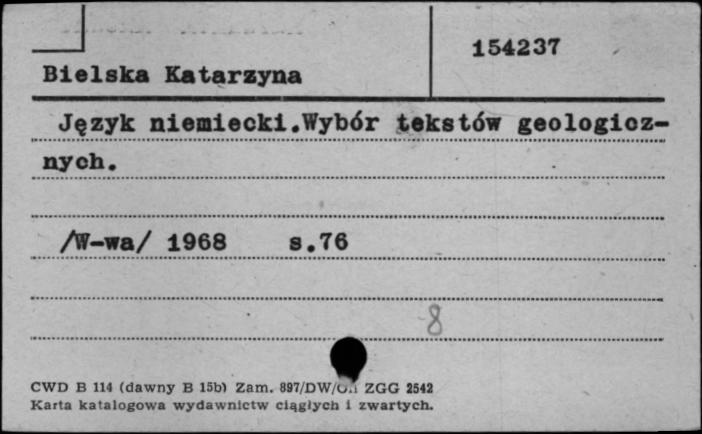 154237
Bielska Katarzyna
Język niemiecki.Wybór tekstów geologicz-
nych.
/W-wa/ 1968 s.76
8
CWD B 114 (dawny B 15b) Zam. 897/DW/ ZGG 2542
Karta katalogowa wydawnictw ciągłych i zwartych.